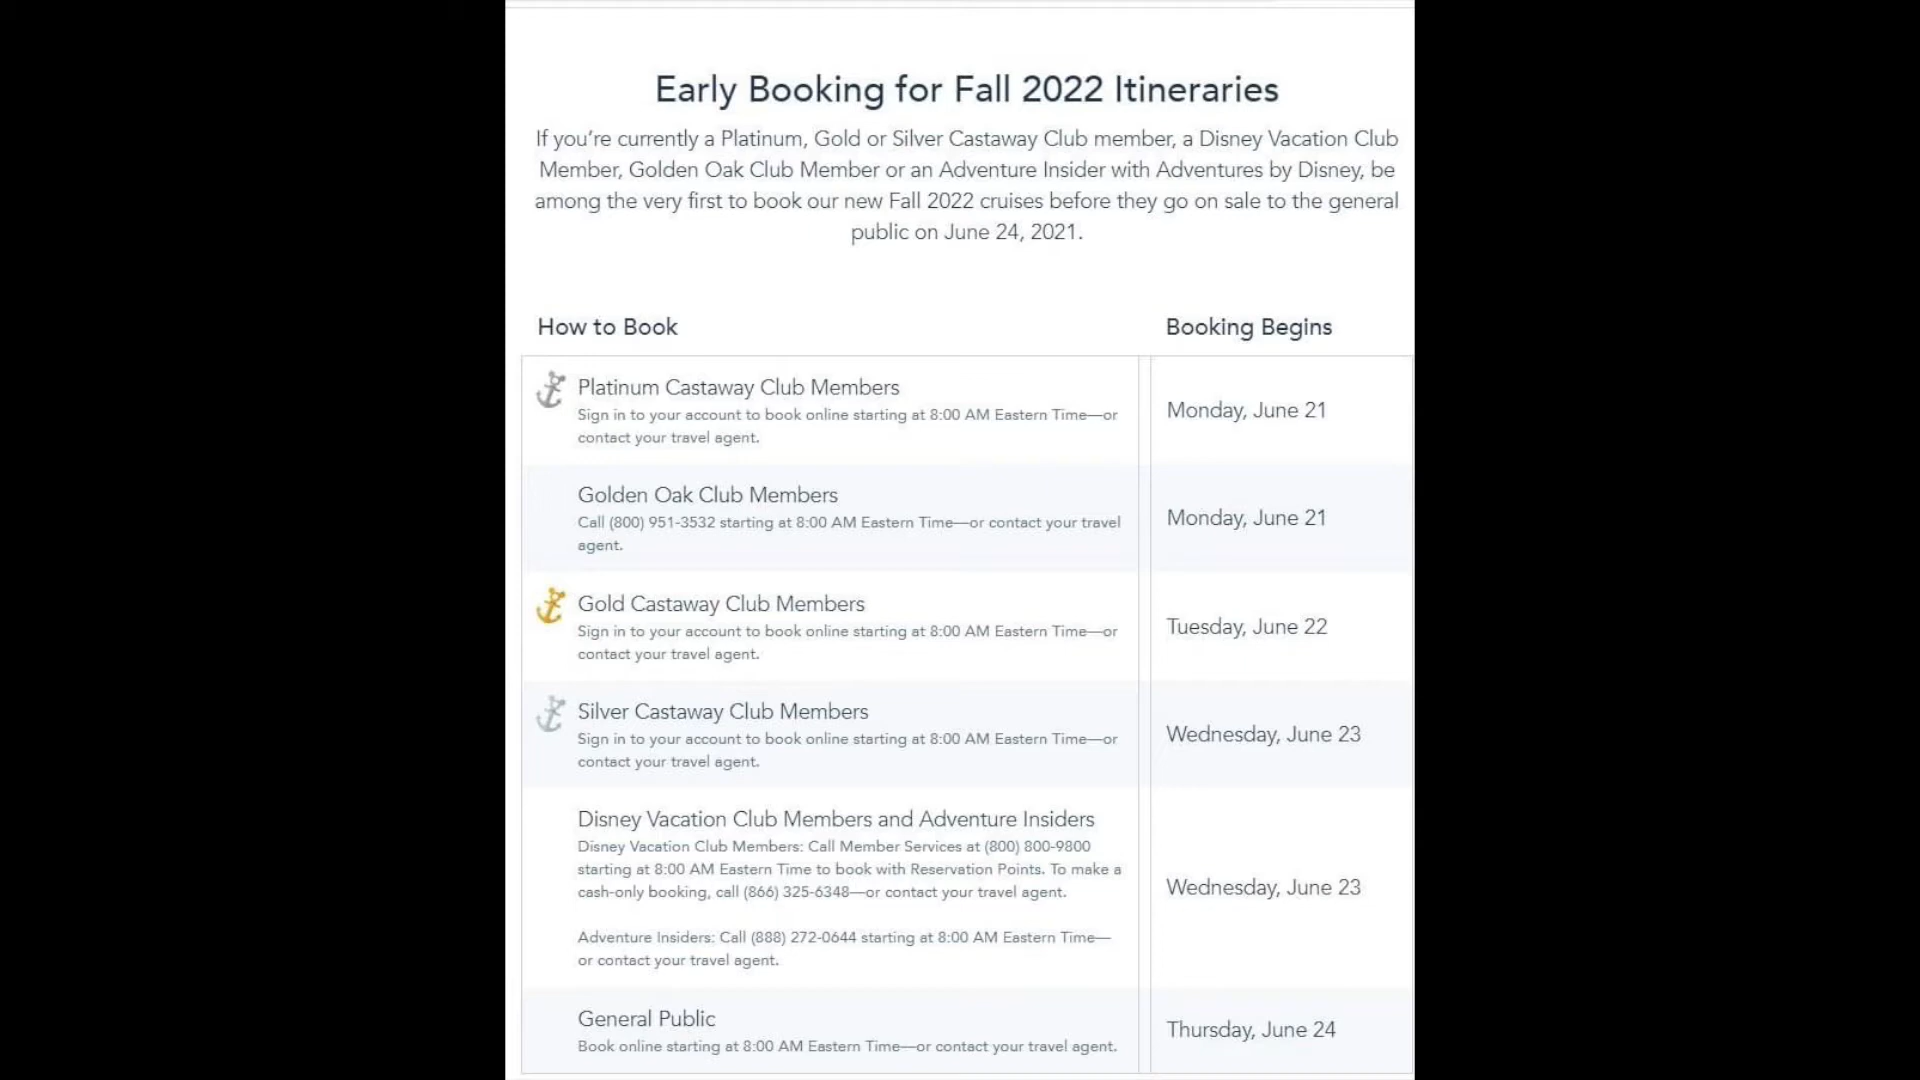 Early Booking for Fall 2022 Itineraries
If you’re currently a Platinum, Gold or Silver Castaway Club member, a Disney Vacation Club
Member, Golden Oak Club Member or an Adventure Insider with Adventures by Disney, be
among the very first to book our new Fall 2022 cruises before they go on sale to the general
public on June 24, 2021.
How to Book
Booking Begins
Platinum Castaway Club Members
Sign in to your account to book online starting at 8:00 AM Eastern Time—or
contact your travel agent.
Monday, June 21
Golden Oak Club Members
Call (800) 951-3532 starting at 8:00 AM Eastern Time—or contact your travel
agent.
Monday, June 21
Gold Castaway Club Members
Sign in to your account to book online starting at 8:00 AM Eastern Time—or
contact your travel agent.
Tuesday, June 22
Silver Castaway Club Members
Sign in to your account to book online starting at 8:00 AM Eastern Time—or
contact your travel agent.
Wednesday, June 23
Disney Vacation Club Members and Adventure Insiders
Disney Vacation Club Members: Call Member Services at (800) 800-9800
starting at 8:00 AM Eastern Time to book with Reservation Points. To make a
cash-only booking, call (866) 325-6348—or contact your travel agent.
Adventure Insiders: Call (888) 272-0644 starting at 8:00 AM Eastern Time—
or contact your travel agent.
Wednesday, June 23
General Public
Book online starting at 8:00 AM Eastern Time—or contact your travel agent.
Thursday, June 24